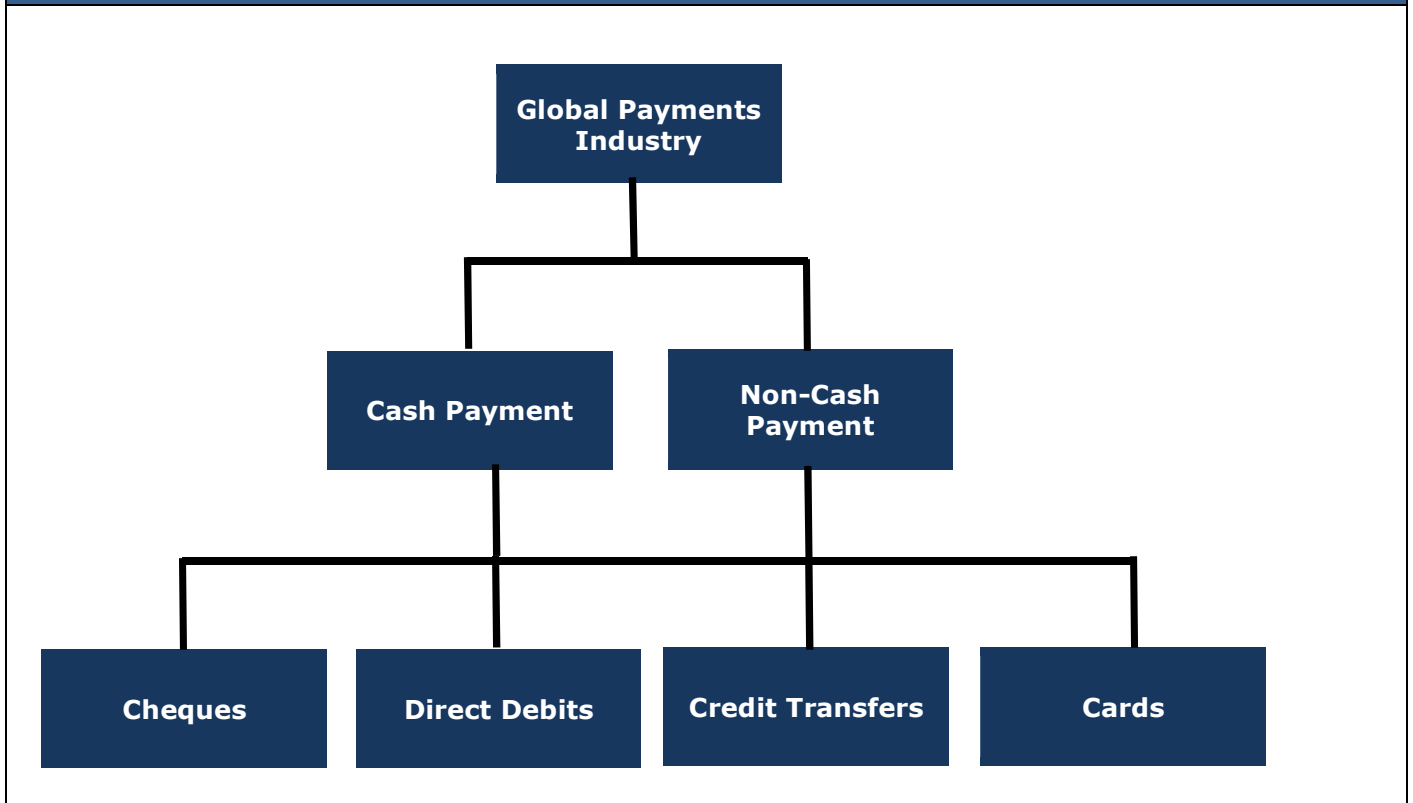 Global Payments
Industry
Cash Payment
Non-Cash
Payment
Cheques
Direct Debits
Credit Transfers
Cards